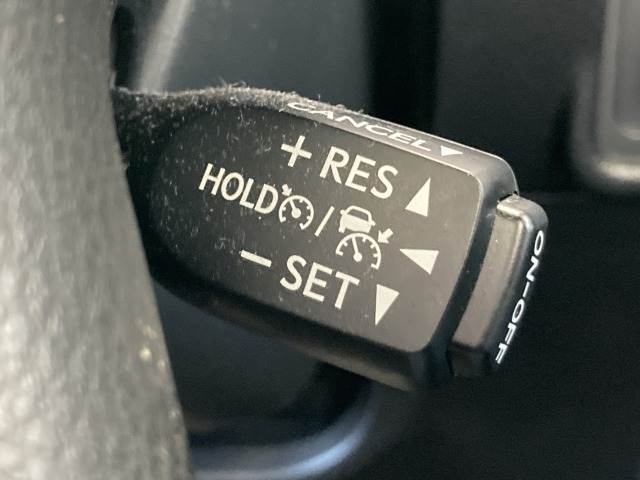 CANCEL▼
+ RES ▲
HOLD / ◀
- SET ▼
ON-OFF